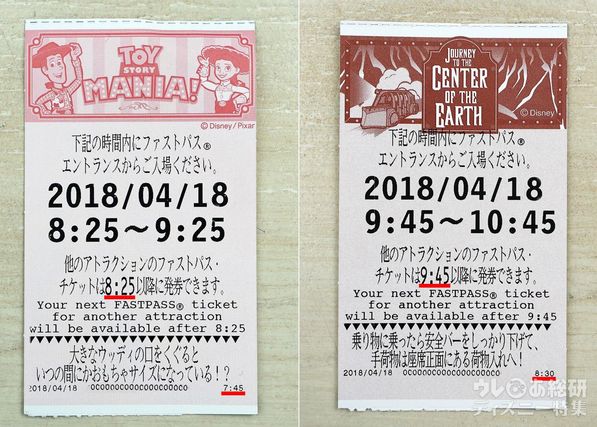 TOY
STORY
MANIA!
© Disney / Pixar
下記の時間内にファストパス®
エントランスからご入場ください。
2018/04/18
8:25～9:25
他のアトラクションのファストパス・
チケットは8:25以降に発券できます。
Your next FASTPASS® ticket
for another attraction
will be available after 8:25
▼▼▼▼▼▼▼▼▼▼▼▼▼▼▼▼▼▼▼▼▼▼▼▼
大きなウッディの口をくぐると
いつの間にかおもちゃサイズになっている!?
2018/04/18
7:45
JOURNEY
TO THE
CENTER
OF THE
EARTH
© Disney
下記の時間内にファストパス®
エントランスからご入場ください。
2018/04/18
9:45～10:45
他のアトラクションのファストパス・
チケットは9:45以降に発券できます。
Your next FASTPASS® ticket
for another attraction
will be available after 9:45
▼▼▼▼▼▼▼▼▼▼▼▼▼▼▼▼▼▼▼▼▼▼▼▼
乗り物に乗ったら安全バーをしっかり下げて、
手荷物は座席正面にある荷物入れへ!
2018/04/18
8:30
ウレぴあ総研
ディズニー特集